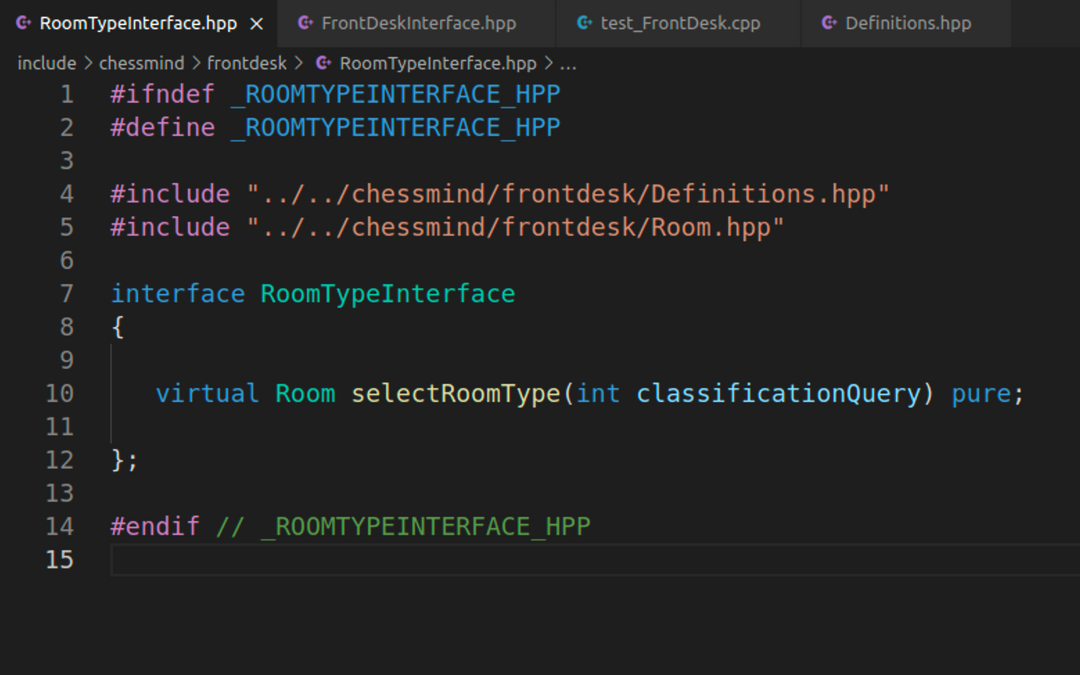 RoomTypeInterface.hpp × FrontDeskInterface.hpp test_FrontDesk.cpp Definitions.hpp
include > chessmind > frontdesk > RoomTypeInterface.hpp > ...
1 #ifndef _ROOMTYPEINTERFACE_HPP
2 #define _ROOMTYPEINTERFACE_HPP
3
4 #include "../../chessmind/frontdesk/Definitions.hpp"
5 #include "../../chessmind/frontdesk/Room.hpp"
6
7 interface RoomTypeInterface
8 {
9
10 virtual Room selectRoomType(int classificationQuery) pure;
11
12 };
13
14 #endif // _ROOMTYPEINTERFACE_HPP
15